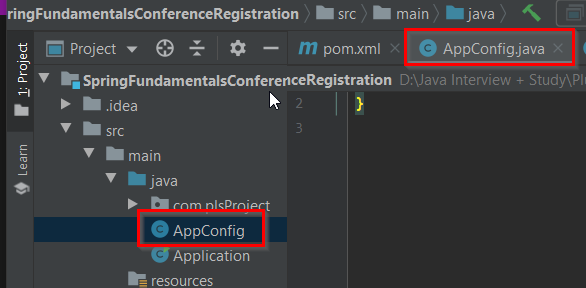 ringFundamentalsConferenceRegistration src main java
Project pom.xml AppConfig.java
1: Project
SpringFundamentalsConferenceRegistration D:\Java Interview + Study\Pl
.idea
2 }
src
3
main
Learn
java
com.plsProject
AppConfig
Application
resources